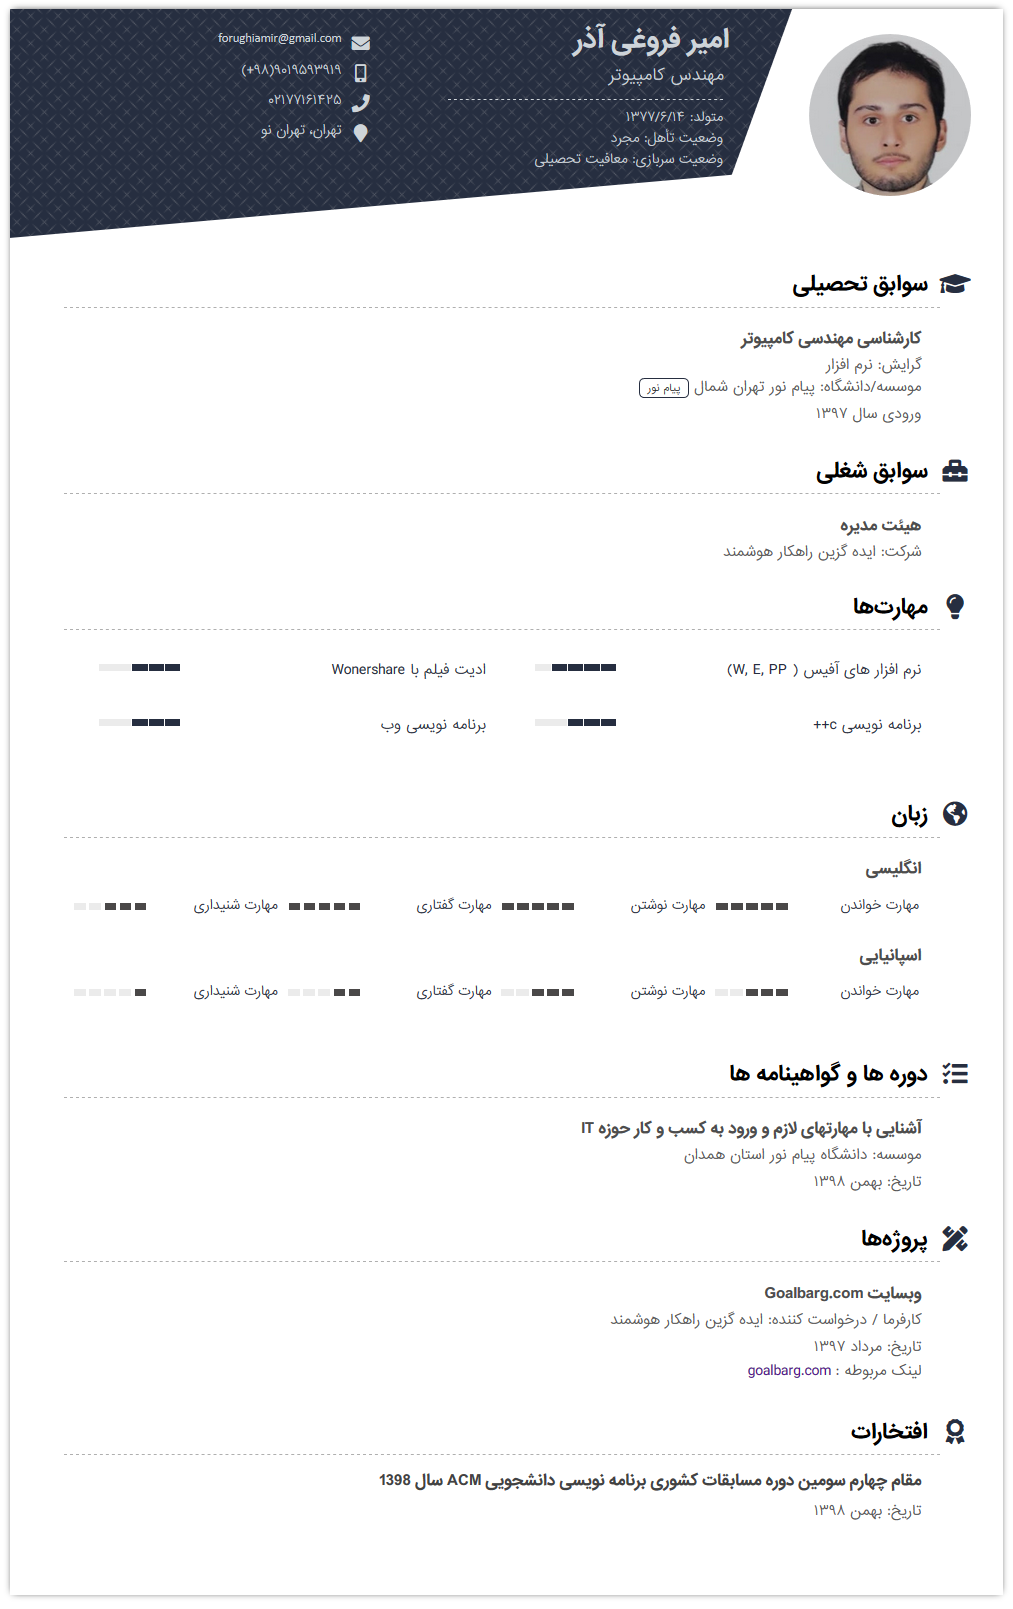 امیر فروغی آذر
مهندس کامپیوتر
متولد: ۱۳۷۷/۶/۱۴
وضعیت تأهل: مجرد
وضعیت سربازی: معافیت تحصیلی
forughiamir@gmail.com
(+۹۸)۹۰۱۹۵۹۳۹۱۹
۰۲۱۷۷۱۶۱۴۲۵
تهران، تهران نو
سوابق تحصیلی
کارشناسی مهندسی کامپیوتر
گرایش: نرم افزار
موسسه/دانشگاه: پیام نور تهران شمال پیام نور
ورودی سال ۱۳۹۷
سوابق شغلی
هیئت مدیره
شرکت: ایده گزین راهکار هوشمند
مهارت‌ها
نرم افزار های آفیس ( W, E, PP) ادیت فیلم با Wonershare
برنامه نویسی c++ برنامه نویسی وب
زبان
انگلیسی
مهارت خواندن مهارت نوشتن مهارت گفتاری مهارت شنیداری
اسپانیایی
مهارت خواندن مهارت نوشتن مهارت گفتاری مهارت شنیداری
دوره ها و گواهینامه ها
آشنایی با مهارتهای لازم و ورود به کسب و کار حوزه IT
موسسه: دانشگاه پیام نور استان همدان
تاریخ: بهمن ۱۳۹۸
پروژه‌ها
وبسایت Goalbarg.com
کارفرما / درخواست کننده: ایده گزین راهکار هوشمند
تاریخ: مرداد ۱۳۹۷
لینک مربوطه : goalbarg.com
افتخارات
مقام چهارم سومین دوره مسابقات کشوری برنامه نویسی دانشجویی ACM سال 1398
تاریخ: بهمن ۱۳۹۸